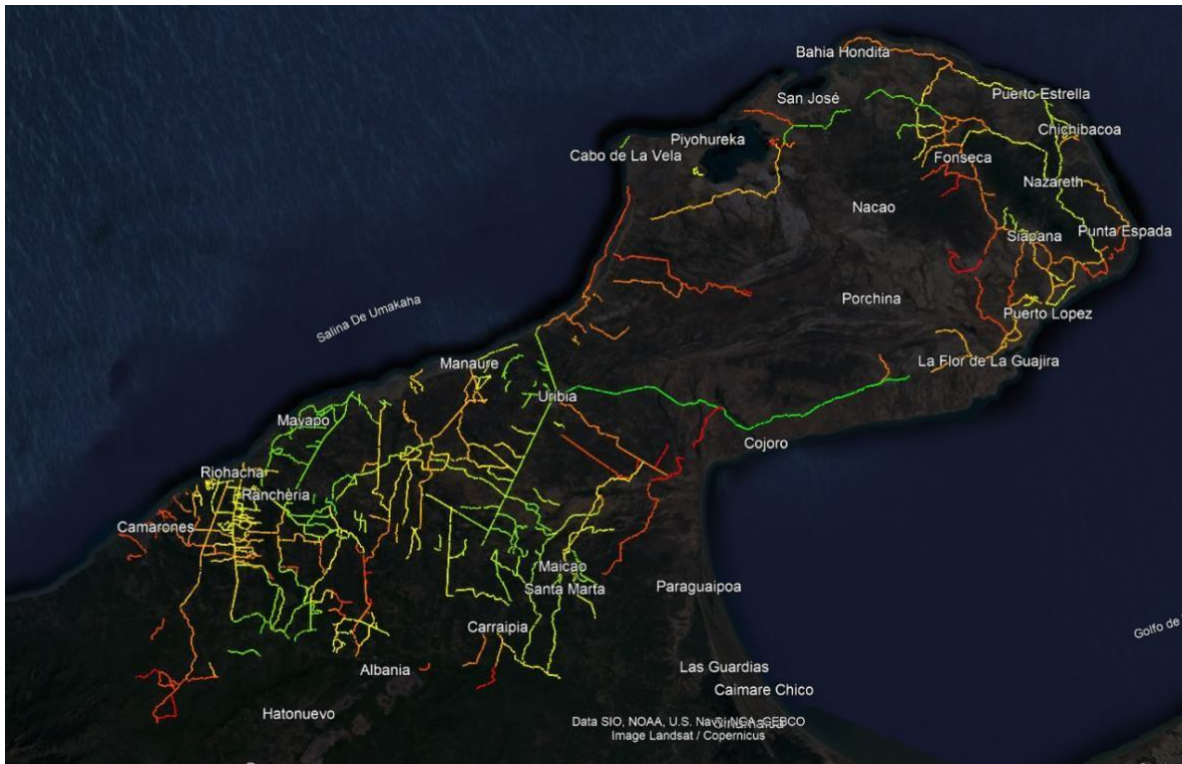 Bahia Hondita
San José
Puerto Estrella
Chichibacoa
Piyohureka
Cabo de La Vela
Fonseca
Nazareth
Nacao
Siapana
Punta Espada
Salina De Umakaha
Porchina
Puerto Lopez
Manaure
La Flor de La Guajira
Uribia
Mayapo
Cojoro
Riohacha
Ranchèria
Camarones
Maicao
Santa Marta
Paraguaipoa
Carraipia
Golfo de
Albania
Las Guardias
Caimare Chico
Hatonuevo
Data SIO, NOAA, U.S. Navy, NGA, GEBCO
Image Landsat / Copernicus